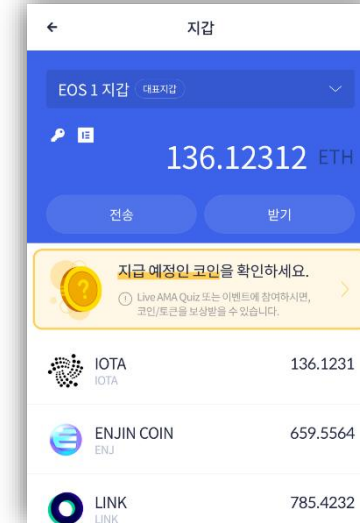 지갑
EOS 1 지갑 대표지갑
136.12312 ETH
전송 받기
지급 예정인 코인을 확인하세요.
Live AMA Quiz 또는 이벤트에 참여하시면,
코인/토큰을 보상받을 수 있습니다.
IOTA 136.1231
IOTA
ENJIN COIN 659.5564
ENJ
LINK 785.4232
LINK